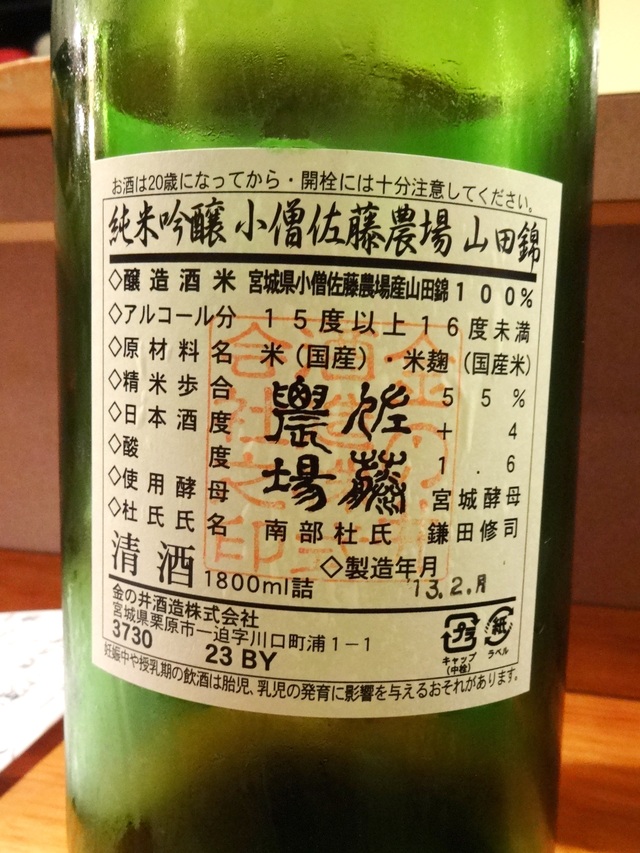 お酒は20歳になってから・開栓には十分注意してください。
純米吟醸 小僧佐藤農場 山田錦
◇醸造酒米 宮城県小僧佐藤農場産山田錦100%
◇アルコール分 15度以上16度未満
◇原材料名 米(国産)・米麹(国産米)
◇精米歩合 55%
◇日本酒度 +4
◇酸度 1.6
◇使用酵母 宮城酵母
◇杜氏氏名 南部杜氏 鎌田修司
佐藤
農場
清酒 1800ml詰 ◇製造年月
13.2.月
金の井酒造株式会社
宮城県栗原市一迫字川口町浦1-1
3730 23BY
プラ
キャップ
(中栓)
紙
ラベル
妊娠中や授乳期の飲酒は胎児、乳児の発育に影響を与えるおそれがあります。